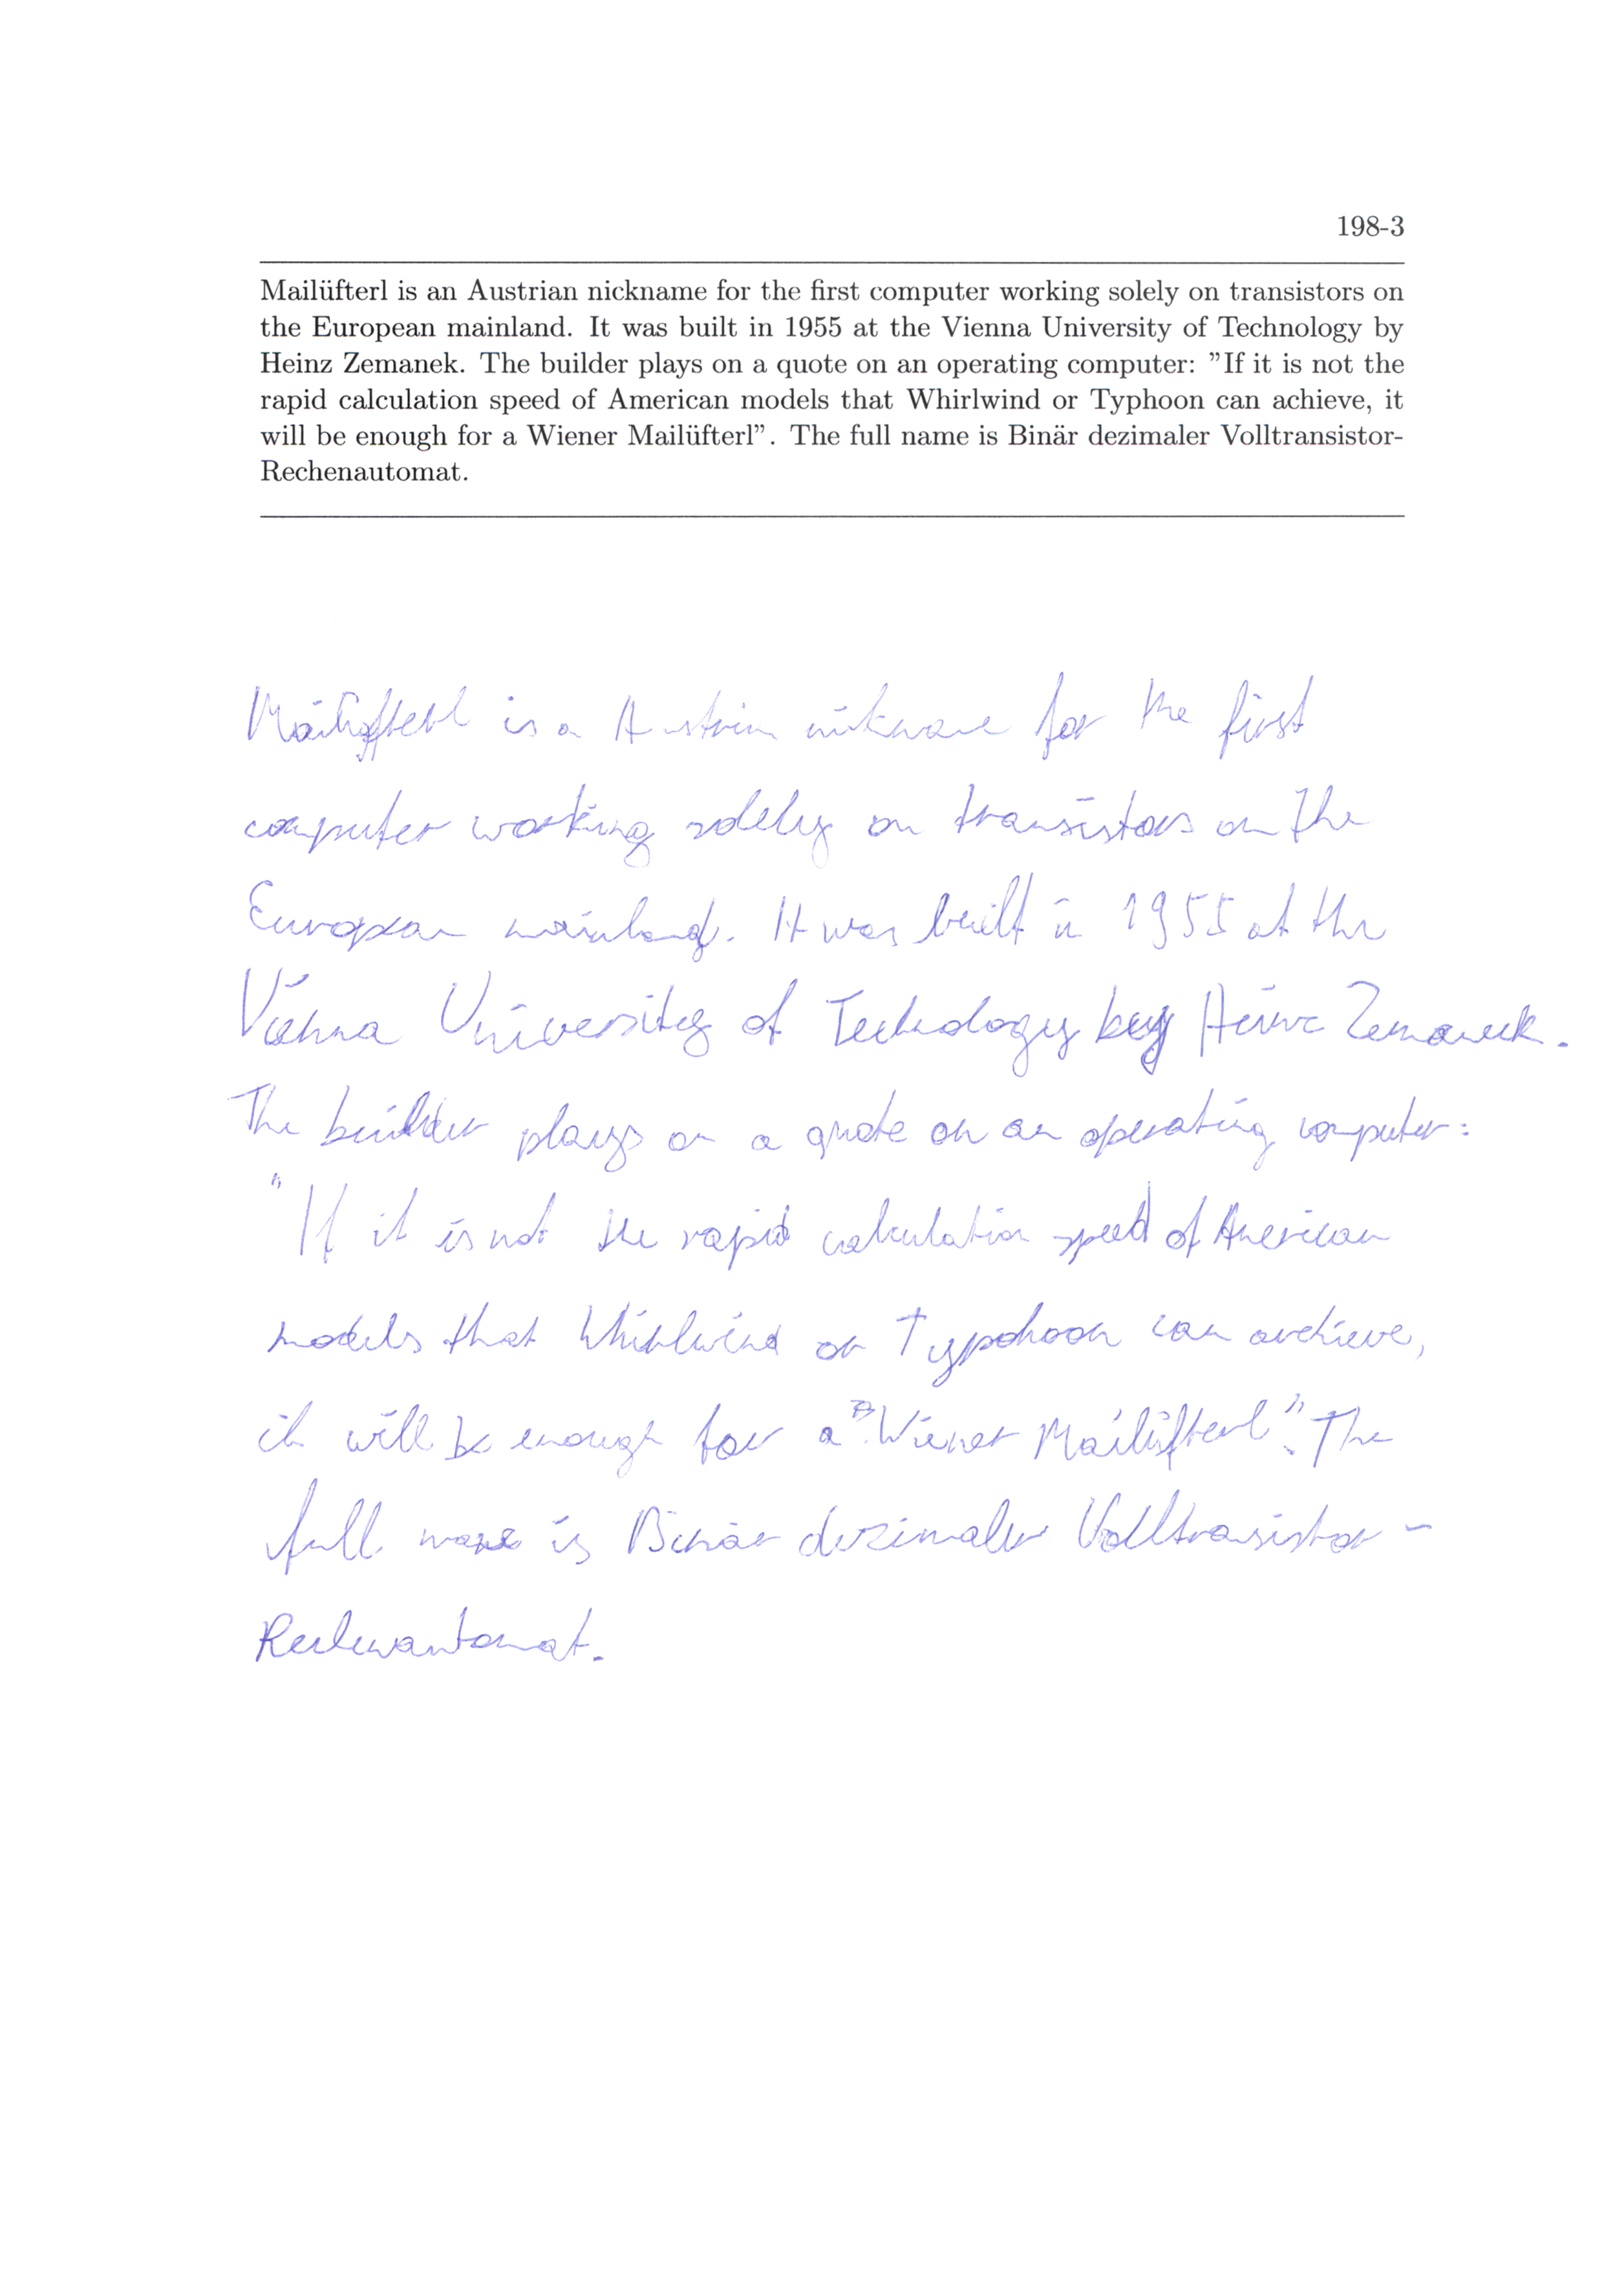 198-3
Mailüfterl is an Austrian nickname for the first computer working solely on transistors on
the European mainland. It was built in 1955 at the Vienna University of Technology by
Heinz Zemanek. The builder plays on a quote on an operating computer: ”If it is not the
rapid calculation speed of American models that Whirlwind or Typhoon can achieve, it
will be enough for a Wiener Mailüfterl”. The full name is Binär dezimaler Volltransistor-
Rechenautomat.
Mailüfterl is a Austrian nickname for the first
computer working solely on transistors on the
European mainland. It was built in 1955 at the
Vienna University of Technology by Heinz Zemanek.
The builder plays on a quote on an operating computer:
"If it is not the rapid calculation speed of American
models that Whirlwind or Typohoon can archieve,
it will be enough for a "Wiener Mailüfterl". The
full name is Binär dezimaler Volltransistor-
Rechenautomat.